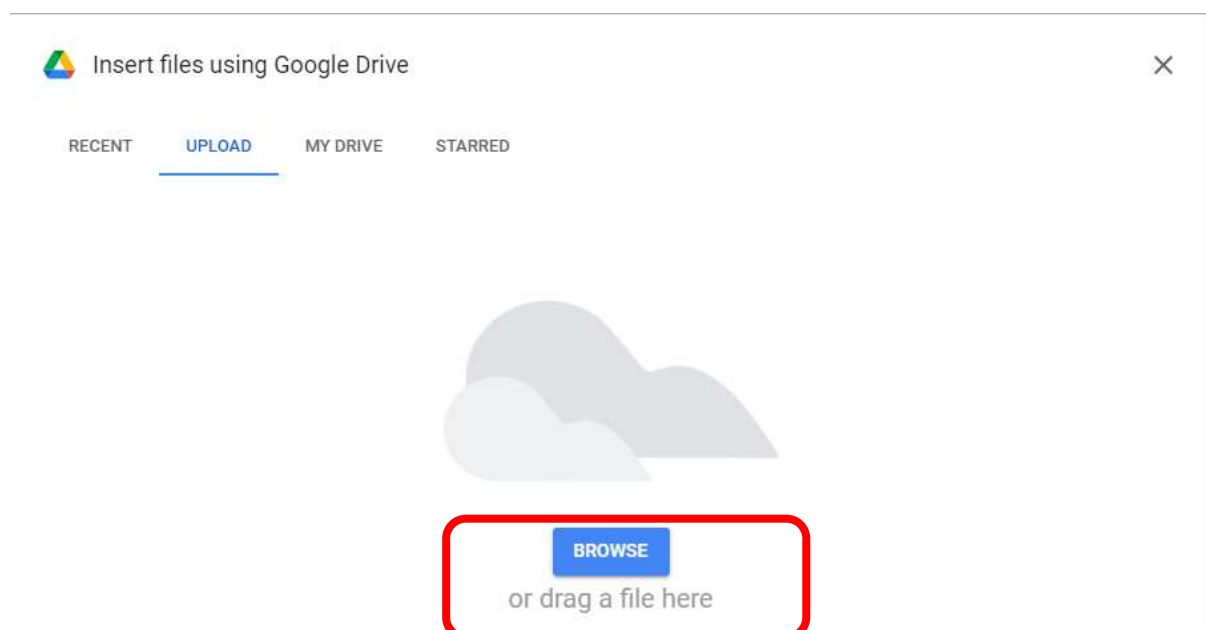 Insert files using Google Drive
RECENT UPLOAD MY DRIVE STARRED
BROWSE
or drag a file here